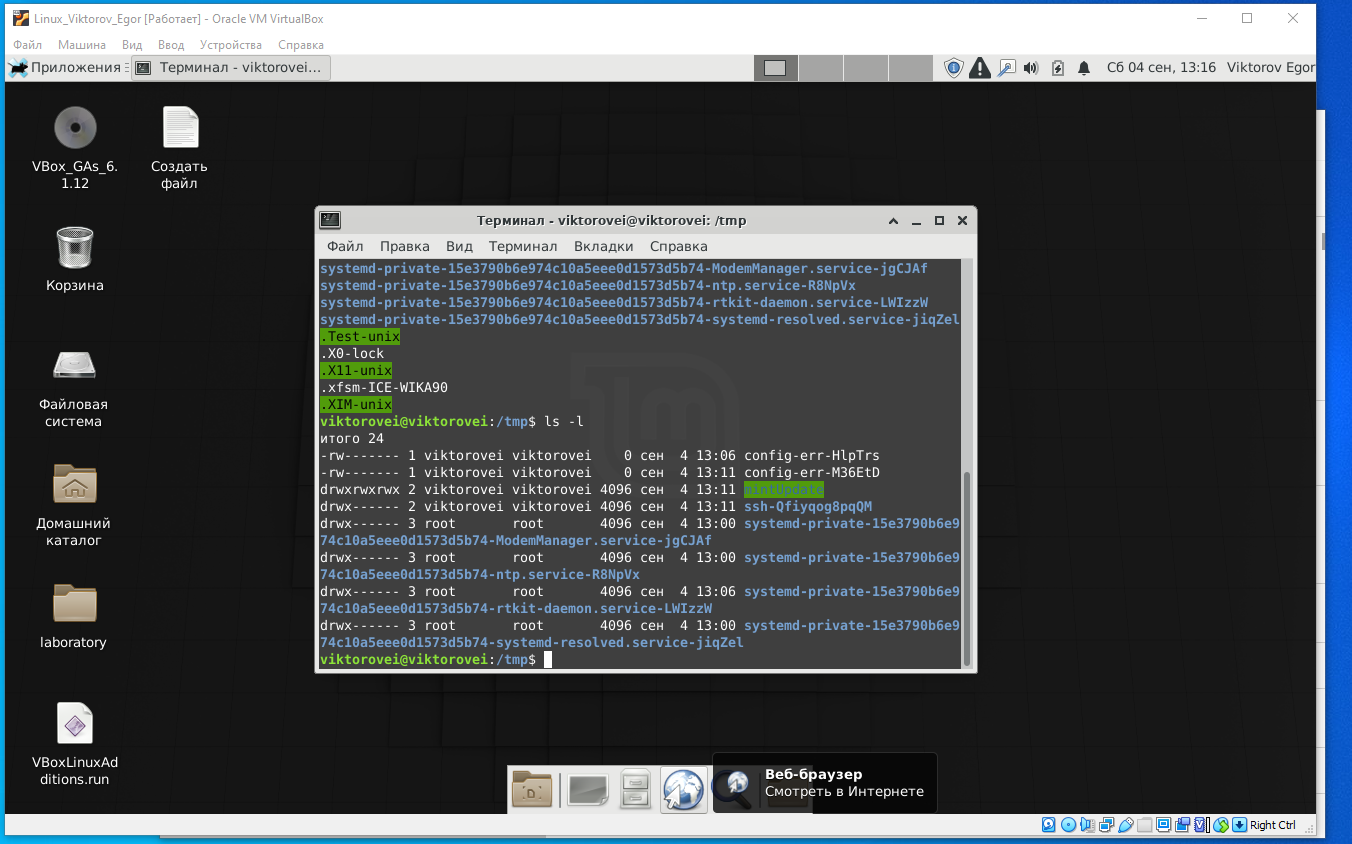 Linux_Viktorov_Egor [Работает] - Oracle VM VirtualBox
Файл Машина Вид Ввод Устройства Справка
Приложения Терминал - viktorovei... Сб 04 сен, 13:16 Viktorov Egor
VBox_GAs_6.
1.12
Создать
файл
Корзина
Файловая
система
Домашний
каталог
laboratory
VBoxLinuxAd
ditions.run
Терминал - viktorovei@viktorovei: /tmp
Файл Правка Вид Терминал Вкладки Справка
systemd-private-15e3790b6e974c10a5eee0d1573d5b74-ModemManager.service-jgCJAf
systemd-private-15e3790b6e974c10a5eee0d1573d5b74-ntp.service-R8NpVx
systemd-private-15e3790b6e974c10a5eee0d1573d5b74-rtkit-daemon.service-LWIzzW
systemd-private-15e3790b6e974c10a5eee0d1573d5b74-systemd-resolved.service-jiqZel
.Test-unix
.X0-lock
.X11-unix
.xfsm-ICE-WIKA90
.XIM-unix
viktorovei@viktorovei:/tmp$ ls -l
итого 24
-rw------- 1 viktorovei viktorovei    0 сен  4 13:06 config-err-HlpTrs
-rw------- 1 viktorovei viktorovei    0 сен  4 13:11 config-err-M36EtD
drwxrwxrwx 2 viktorovei viktorovei 4096 сен  4 13:11 mintUpdate
drwx------ 2 viktorovei viktorovei 4096 сен  4 13:11 ssh-Qfiyqog8pqQM
drwx------ 3 root       root       4096 сен  4 13:00 systemd-private-15e3790b6e9
74c10a5eee0d1573d5b74-ModemManager.service-jgCJAf
drwx------ 3 root       root       4096 сен  4 13:00 systemd-private-15e3790b6e9
74c10a5eee0d1573d5b74-ntp.service-R8NpVx
drwx------ 3 root       root       4096 сен  4 13:06 systemd-private-15e3790b6e9
74c10a5eee0d1573d5b74-rtkit-daemon.service-LWIzzW
drwx------ 3 root       root       4096 сен  4 13:00 systemd-private-15e3790b6e9
74c10a5eee0d1573d5b74-systemd-resolved.service-jiqZel
viktorovei@viktorovei:/tmp$
Веб-браузер
Смотреть в Интернете
Right Ctrl